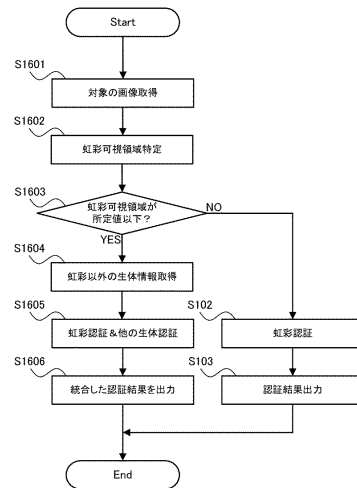 Start
S1601
対象の画像取得
S1602
虹彩可視領域特定
S1603
虹彩可視領域が
所定値以下？
NO
YES
S1604
虹彩以外の生体情報取得
S1605
虹彩認証＆他の生体認証
S102
虹彩認証
S1606
統合した認証結果を出力
S103
認証結果出力
End